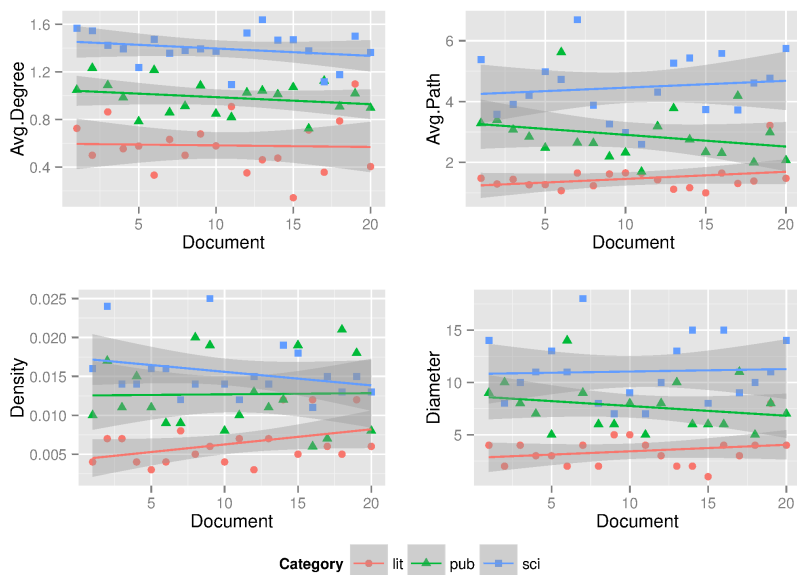 1.6
1.2
0.8
0.4
Avg.Degree
5 10 15 20
Document
6
4
2
Avg.Path
5 10 15 20
Document
0.025
0.020
0.015
0.010
0.005
Density
5 10 15 20
Document
15
10
5
Diameter
5 10 15 20
Document
Category lit pub sci